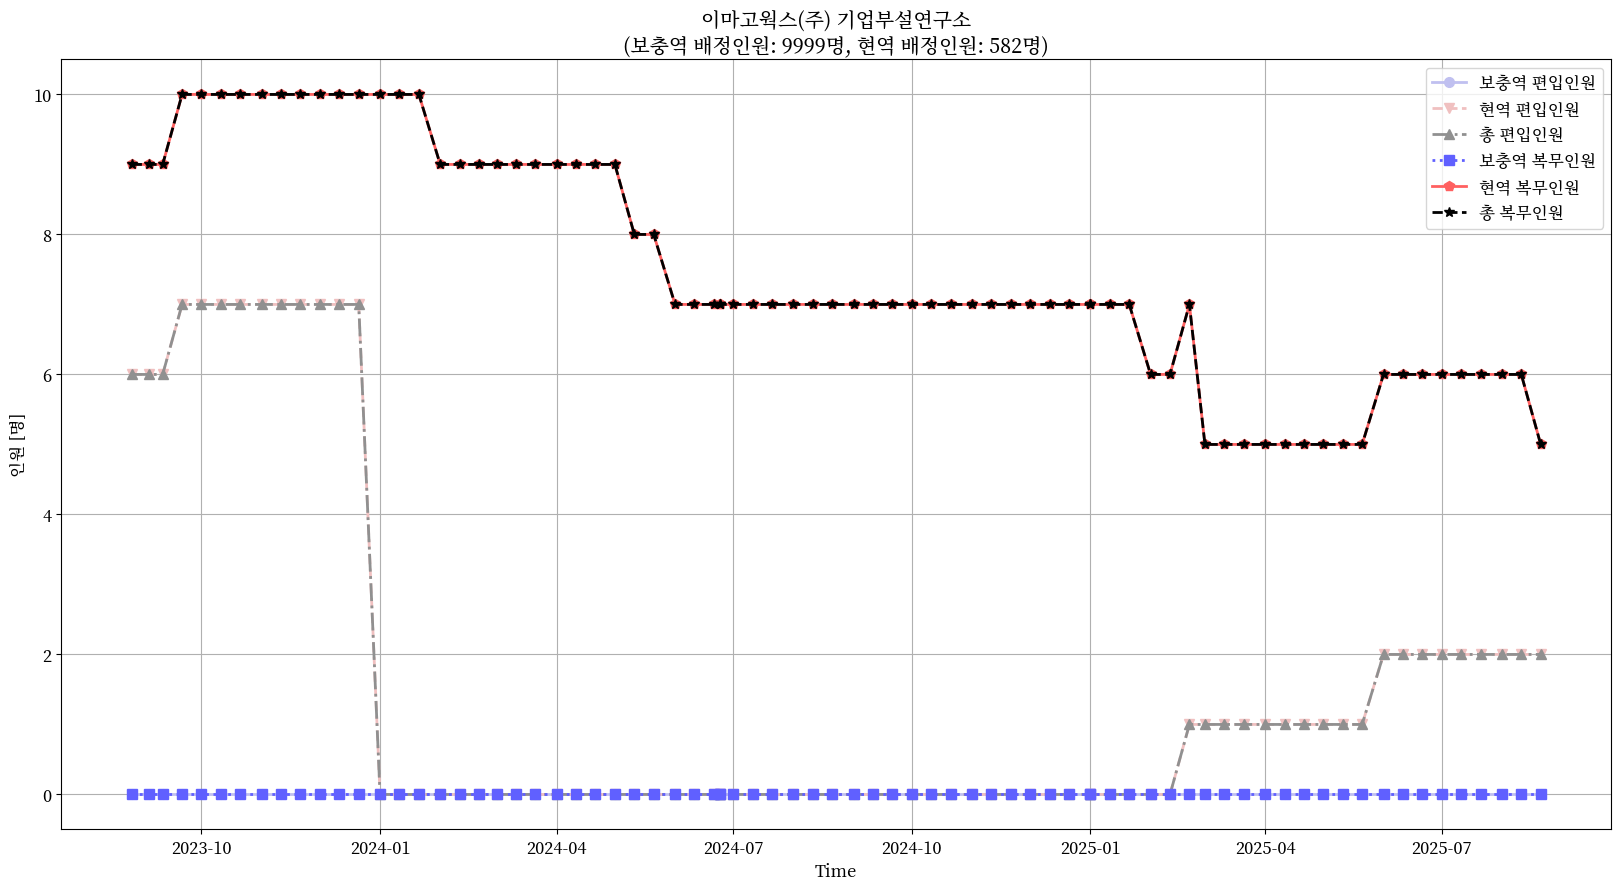 이마고웍스(주) 기업부설연구소
(보충역 배정인원: 9999명, 현역 배정인원: 582명)
보충역 편입인원
현역 편입인원
총 편입인원
보충역 복무인원
현역 복무인원
총 복무인원
인원 [명]
10
8
6
4
2
0
2023-10
2024-01
2024-04
2024-07
2024-10
2025-01
2025-04
2025-07
Time